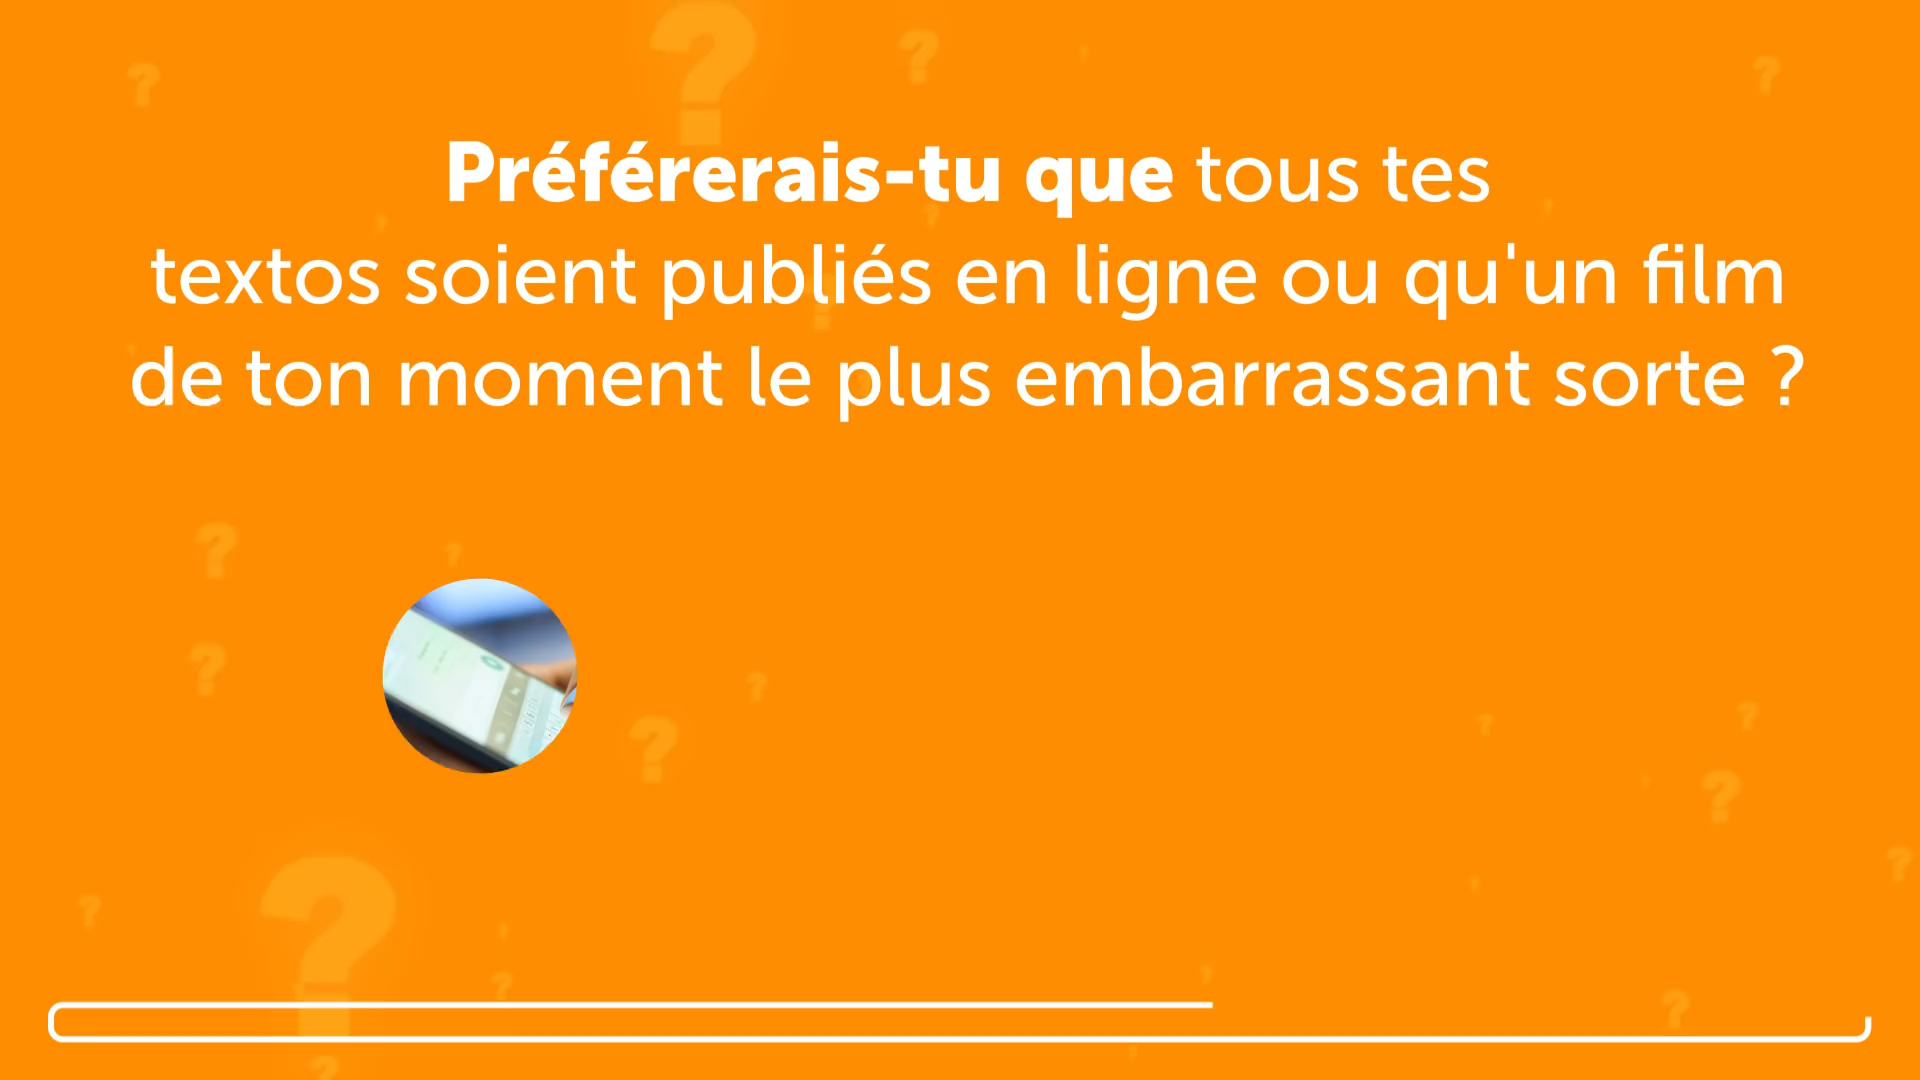 Préférerais-tu que tous tes
textos soient publiés en ligne ou qu'un film
de ton moment le plus embarrassant sorte ?